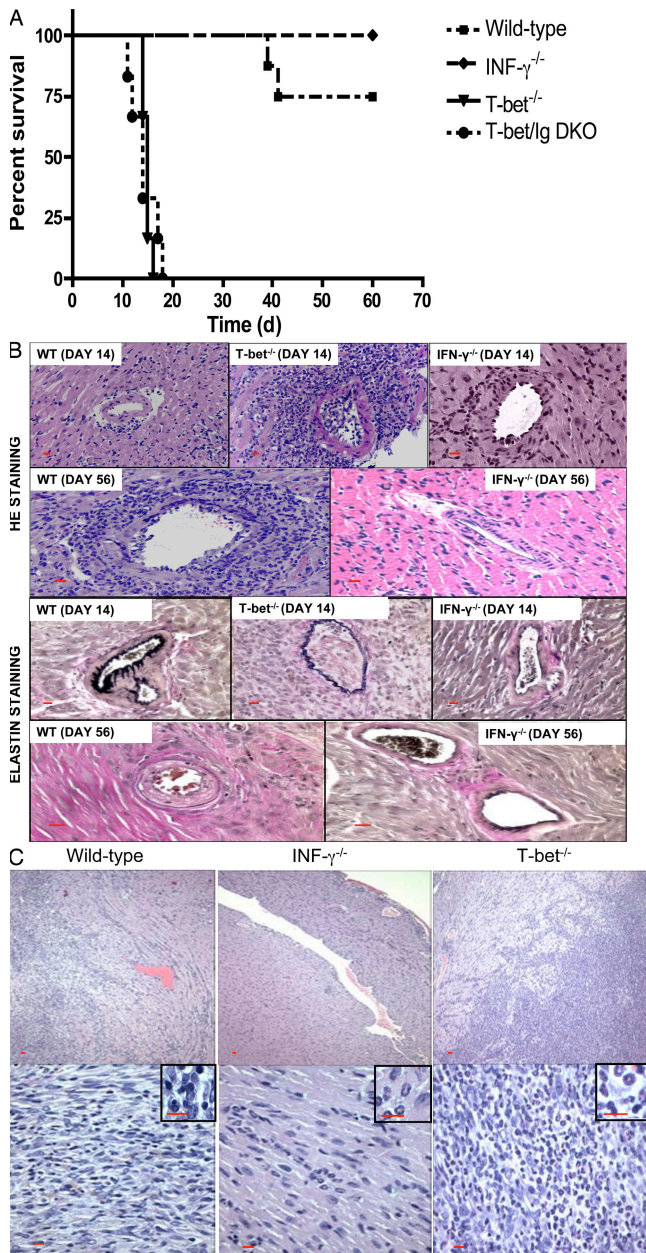 A
Percent survival
100
75
50
25
0
0 10 20 30 40 50 60 70
Time (d)
Wild-type
INF-γ-/-
T-bet-/-
T-bet/Ig DKO
B
HE STAINING
WT (DAY 14)
T-bet-/- (DAY 14)
IFN-γ-/- (DAY 14)
WT (DAY 56)
IFN-γ-/- (DAY 56)
ELASTIN STAINING
WT (DAY 14)
T-bet-/- (DAY 14)
IFN-γ-/- (DAY 14)
WT (DAY 56)
IFN-γ-/- (DAY 56)
C
Wild-type
INF-γ-/-
T-bet-/-